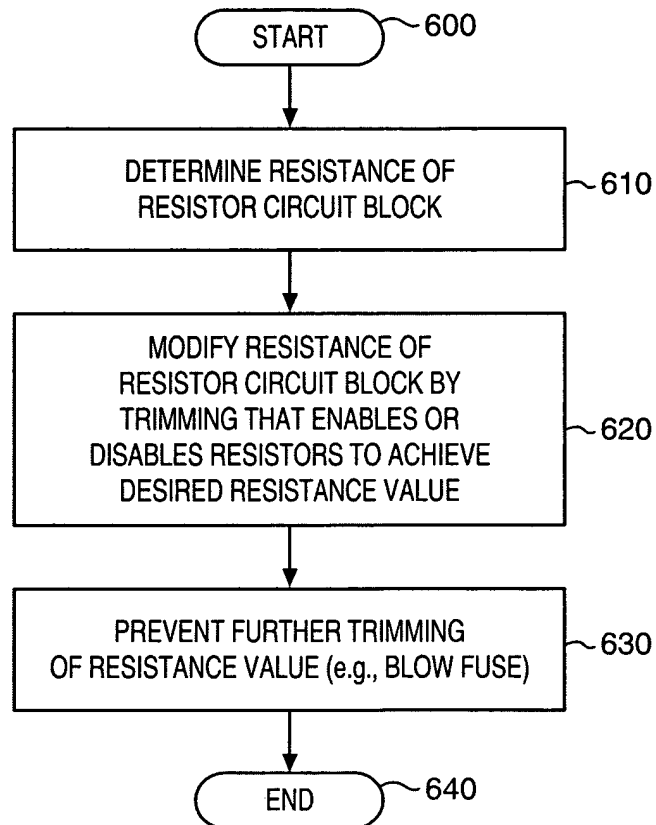 START
600
DETERMINE RESISTANCE OF
RESISTOR CIRCUIT BLOCK
610
MODIFY RESISTANCE OF
RESISTOR CIRCUIT BLOCK BY
TRIMMING THAT ENABLES OR
DISABLES RESISTORS TO ACHIEVE
DESIRED RESISTANCE VALUE
620
PREVENT FURTHER TRIMMING
OF RESISTANCE VALUE (e.g., BLOW FUSE)
630
END
640